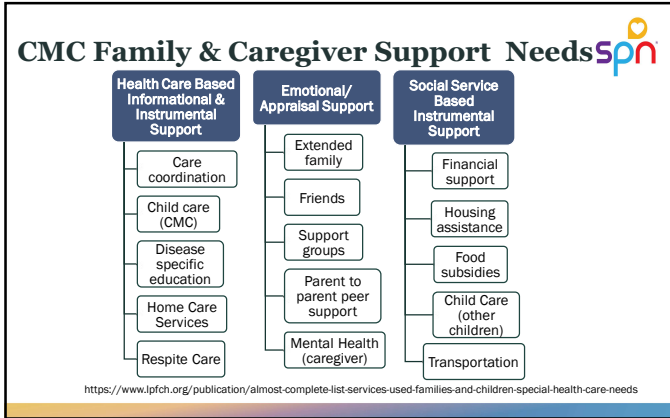 CMC Family & Caregiver Support Needs
spn
Health Care Based
Informational &
Instrumental
Support
Care
coordination
Child care
(CMC)
Disease
specific
education
Home Care
Services
Respite Care
Emotional/
Appraisal Support
Extended
family
Friends
Support
groups
Parent to
parent peer
support
Mental Health
(caregiver)
Social Service
Based
Instrumental
Support
Financial
support
Housing
assistance
Food
subsidies
Child Care
(other
children)
Transportation
https://www.lpfch.org/publication/almost-complete-list-services-used-families-and-children-special-health-care-needs